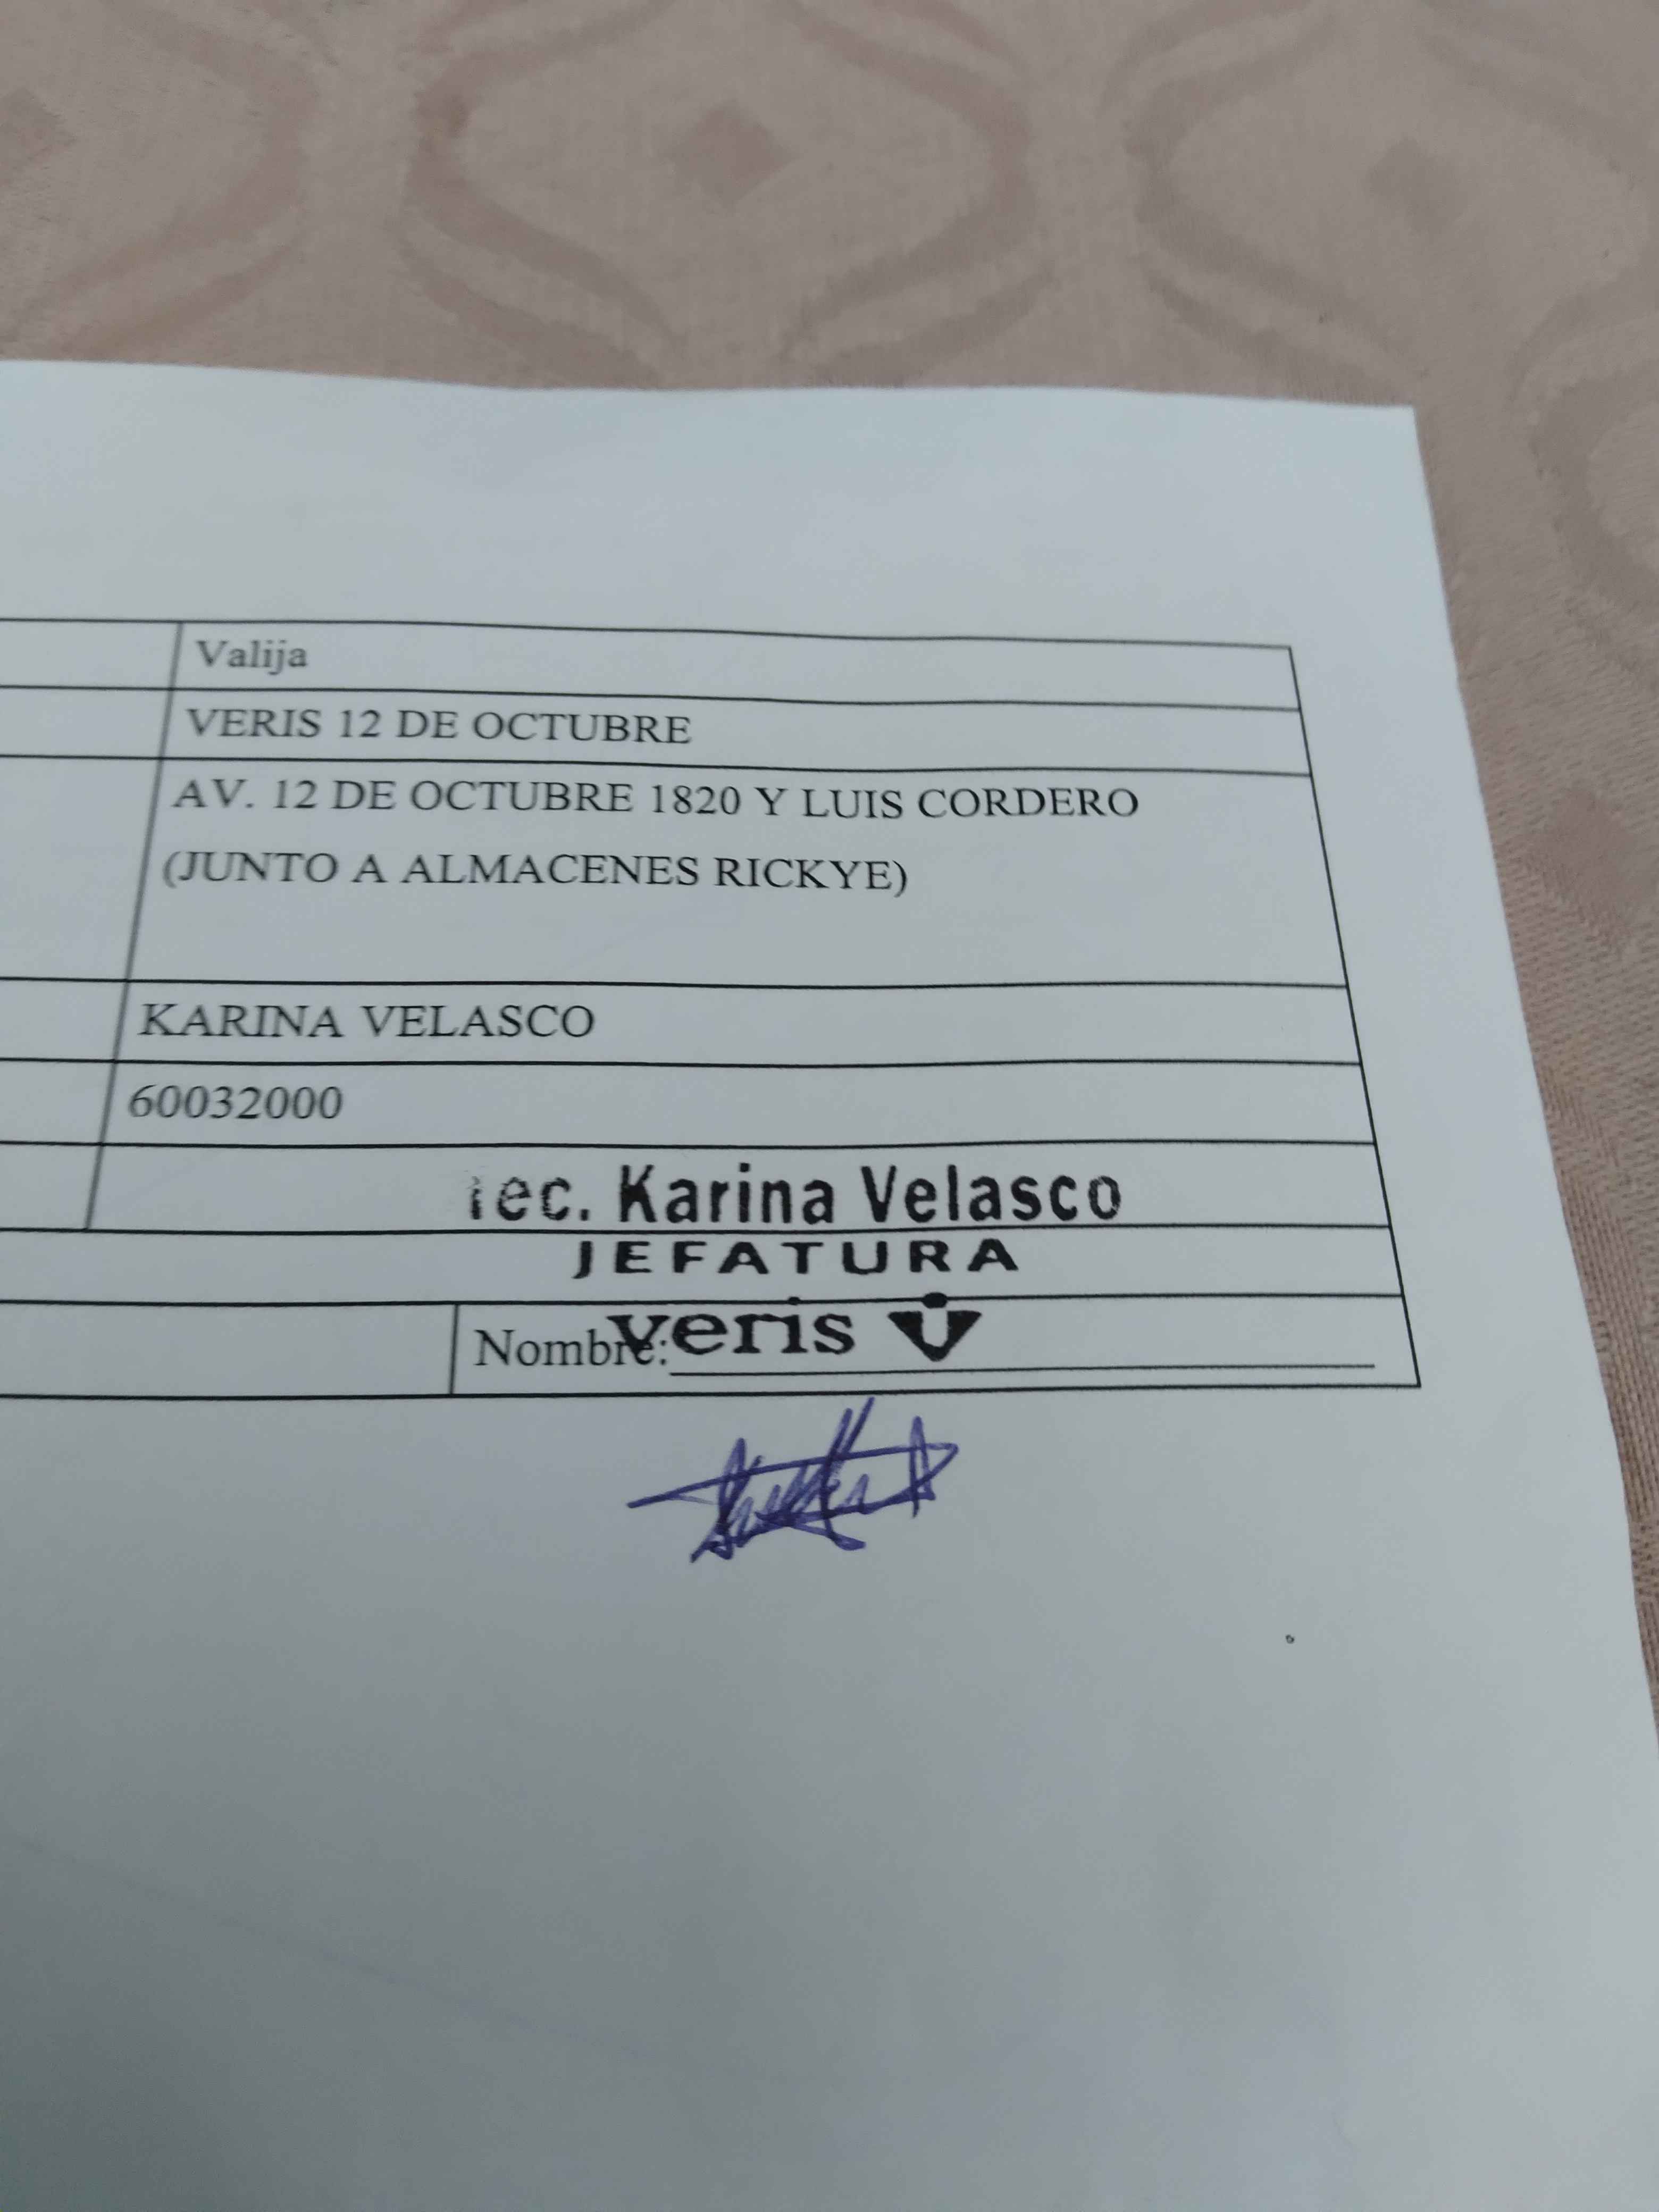 Valija
VERIS 12 DE OCTUBRE
AV. 12 DE OCTUBRE 1820 Y LUIS CORDERO
(JUNTO A ALMACENES RICKYE)
KARINA VELASCO
60032000
Tec. Karina Velasco
JEFATURA
veris
Nombre: